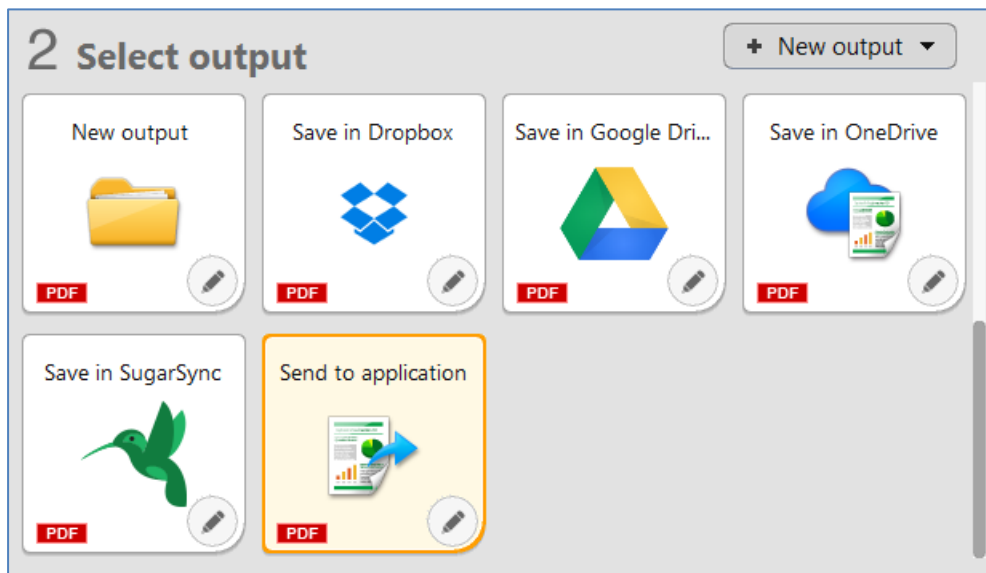 2 Select output
+ New output
New output
Save in Dropbox
Save in Google Dri...
Save in OneDrive
PDF
PDF
PDF
PDF
Save in SugarSync
Send to application
PDF
PDF